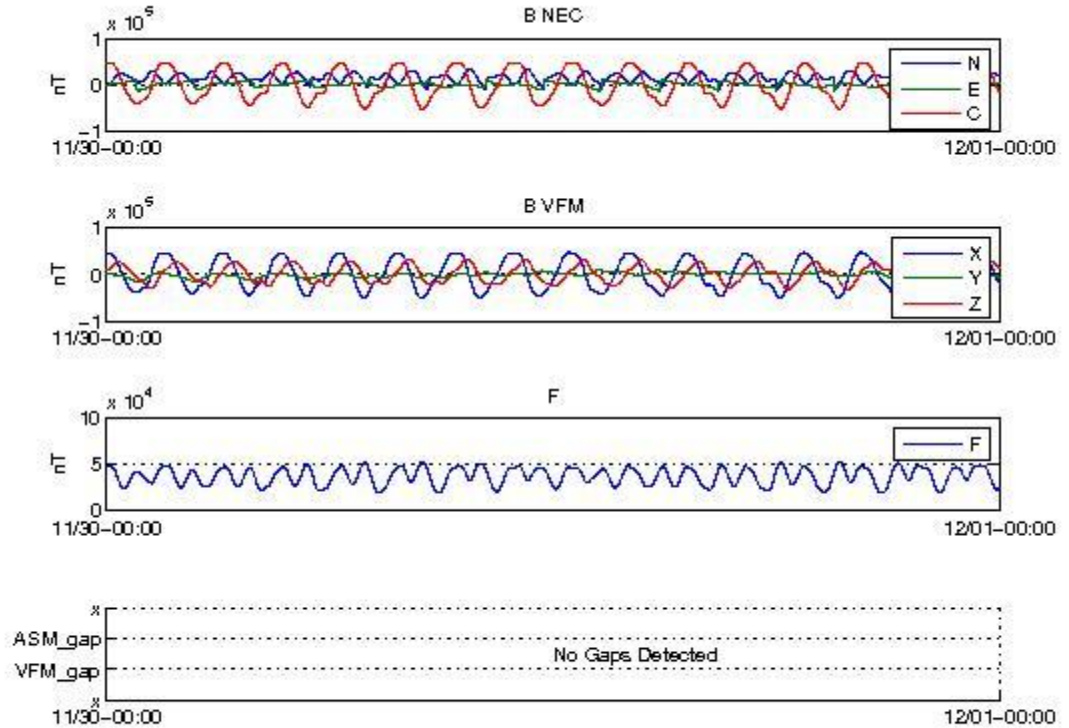 B NEC
x 10^5
1
0
−1
nT
N
E
C
11/30−00:00 12/01−00:00
B VFM
x 10^5
1
0
−1
nT
X
Y
Z
11/30−00:00 12/01−00:00
F
x 10^4
10
5
0
nT
F
11/30−00:00 12/01−00:00
x
ASM_gap
VFM_gap
x
No Gaps Detected
11/30−00:00 12/01−00:00